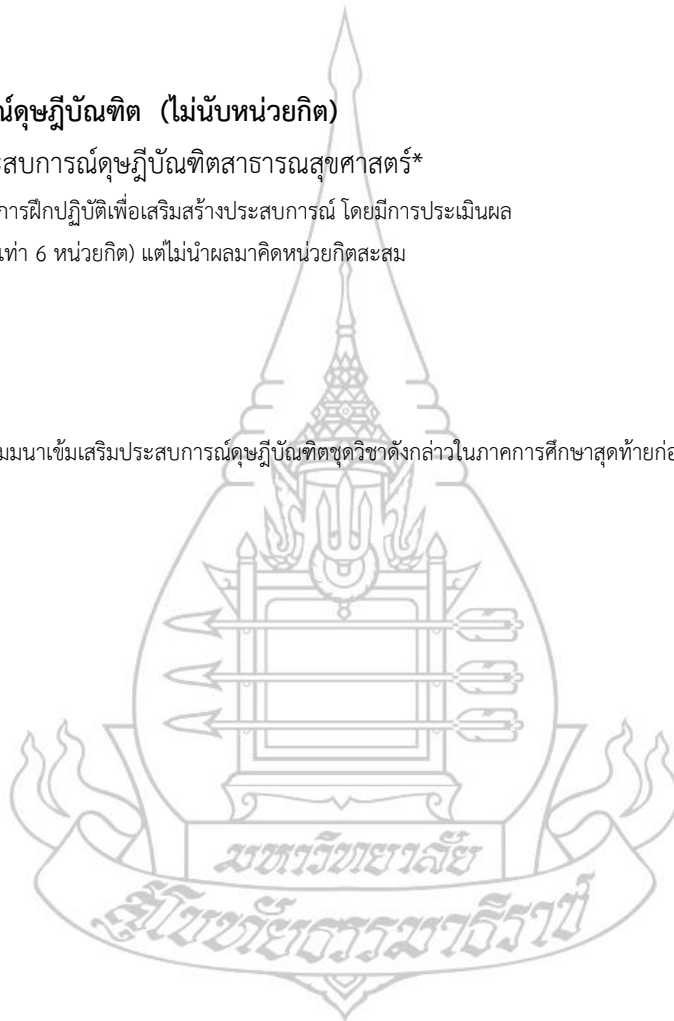 ณ์ดุษฎีบัณฑิต (ไม่นับหน่วยกิต)
ะสบการณ์ดุษฎีบัณฑิตสาธารณสุขศาสตร์*
การฝึกปฏิบัติเพื่อเสริมสร้างประสบการณ์ โดยมีการประเมินผล
เท่า 6 หน่วยกิต) แต่ไม่นำผลมาคิดหน่วยกิตสะสม
มมนาเข้มเสริมประสบการณ์ดุษฎีบัณฑิตชุดวิชาดังกล่าวในภาคการศึกษาสุดท้ายก่อ
มหาวิทยาลัย
สุโขทัยธรรมาธิราช